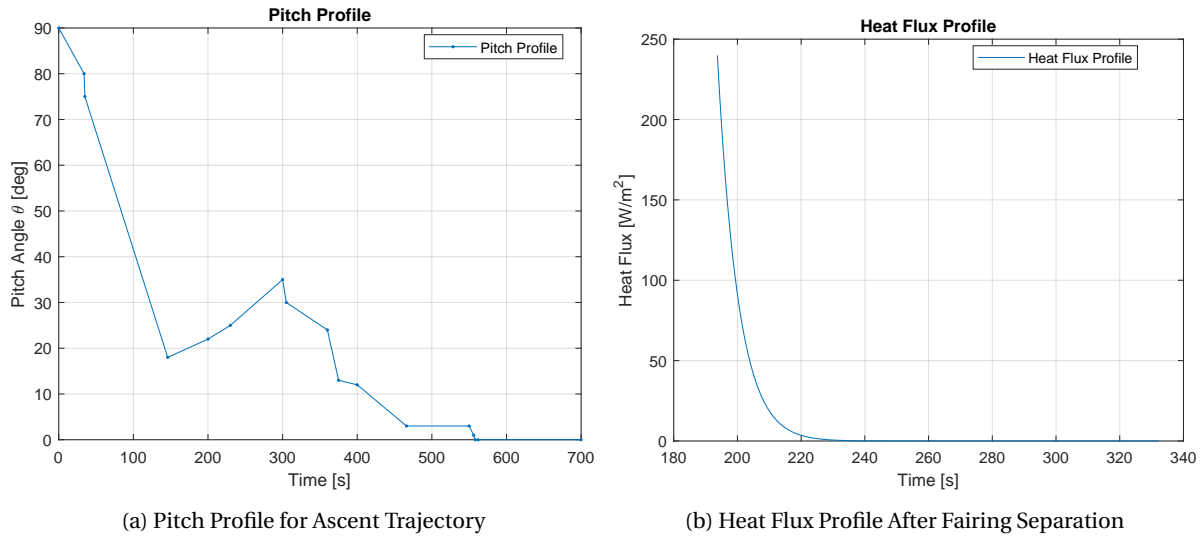 Pitch Profile
90
80
70
60
50
40
30
20
10
0
Pitch Angle θ [deg]
Pitch Profile
0 100 200 300 400 500 600 700
Time [s]
(a) Pitch Profile for Ascent Trajectory
Heat Flux Profile
250
200
150
100
50
0
Heat Flux [W/m²]
Heat Flux Profile
180 200 220 240 260 280 300 320 340
Time [s]
(b) Heat Flux Profile After Fairing Separation